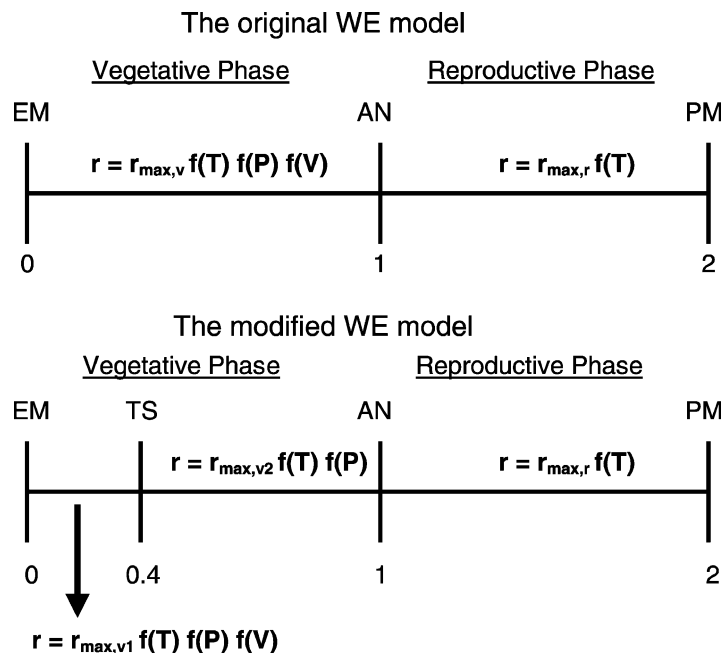 The original WE model
Vegetative Phase Reproductive Phase
EM AN PM
r = rmax,v f(T) f(P) f(V) r = rmax,r f(T)
0 1 2
The modified WE model
Vegetative Phase Reproductive Phase
EM TS AN PM
r = rmax,v2 f(T) f(P) r = rmax,r f(T)
0 0.4 1 2
r = rmax,v1 f(T) f(P) f(V)